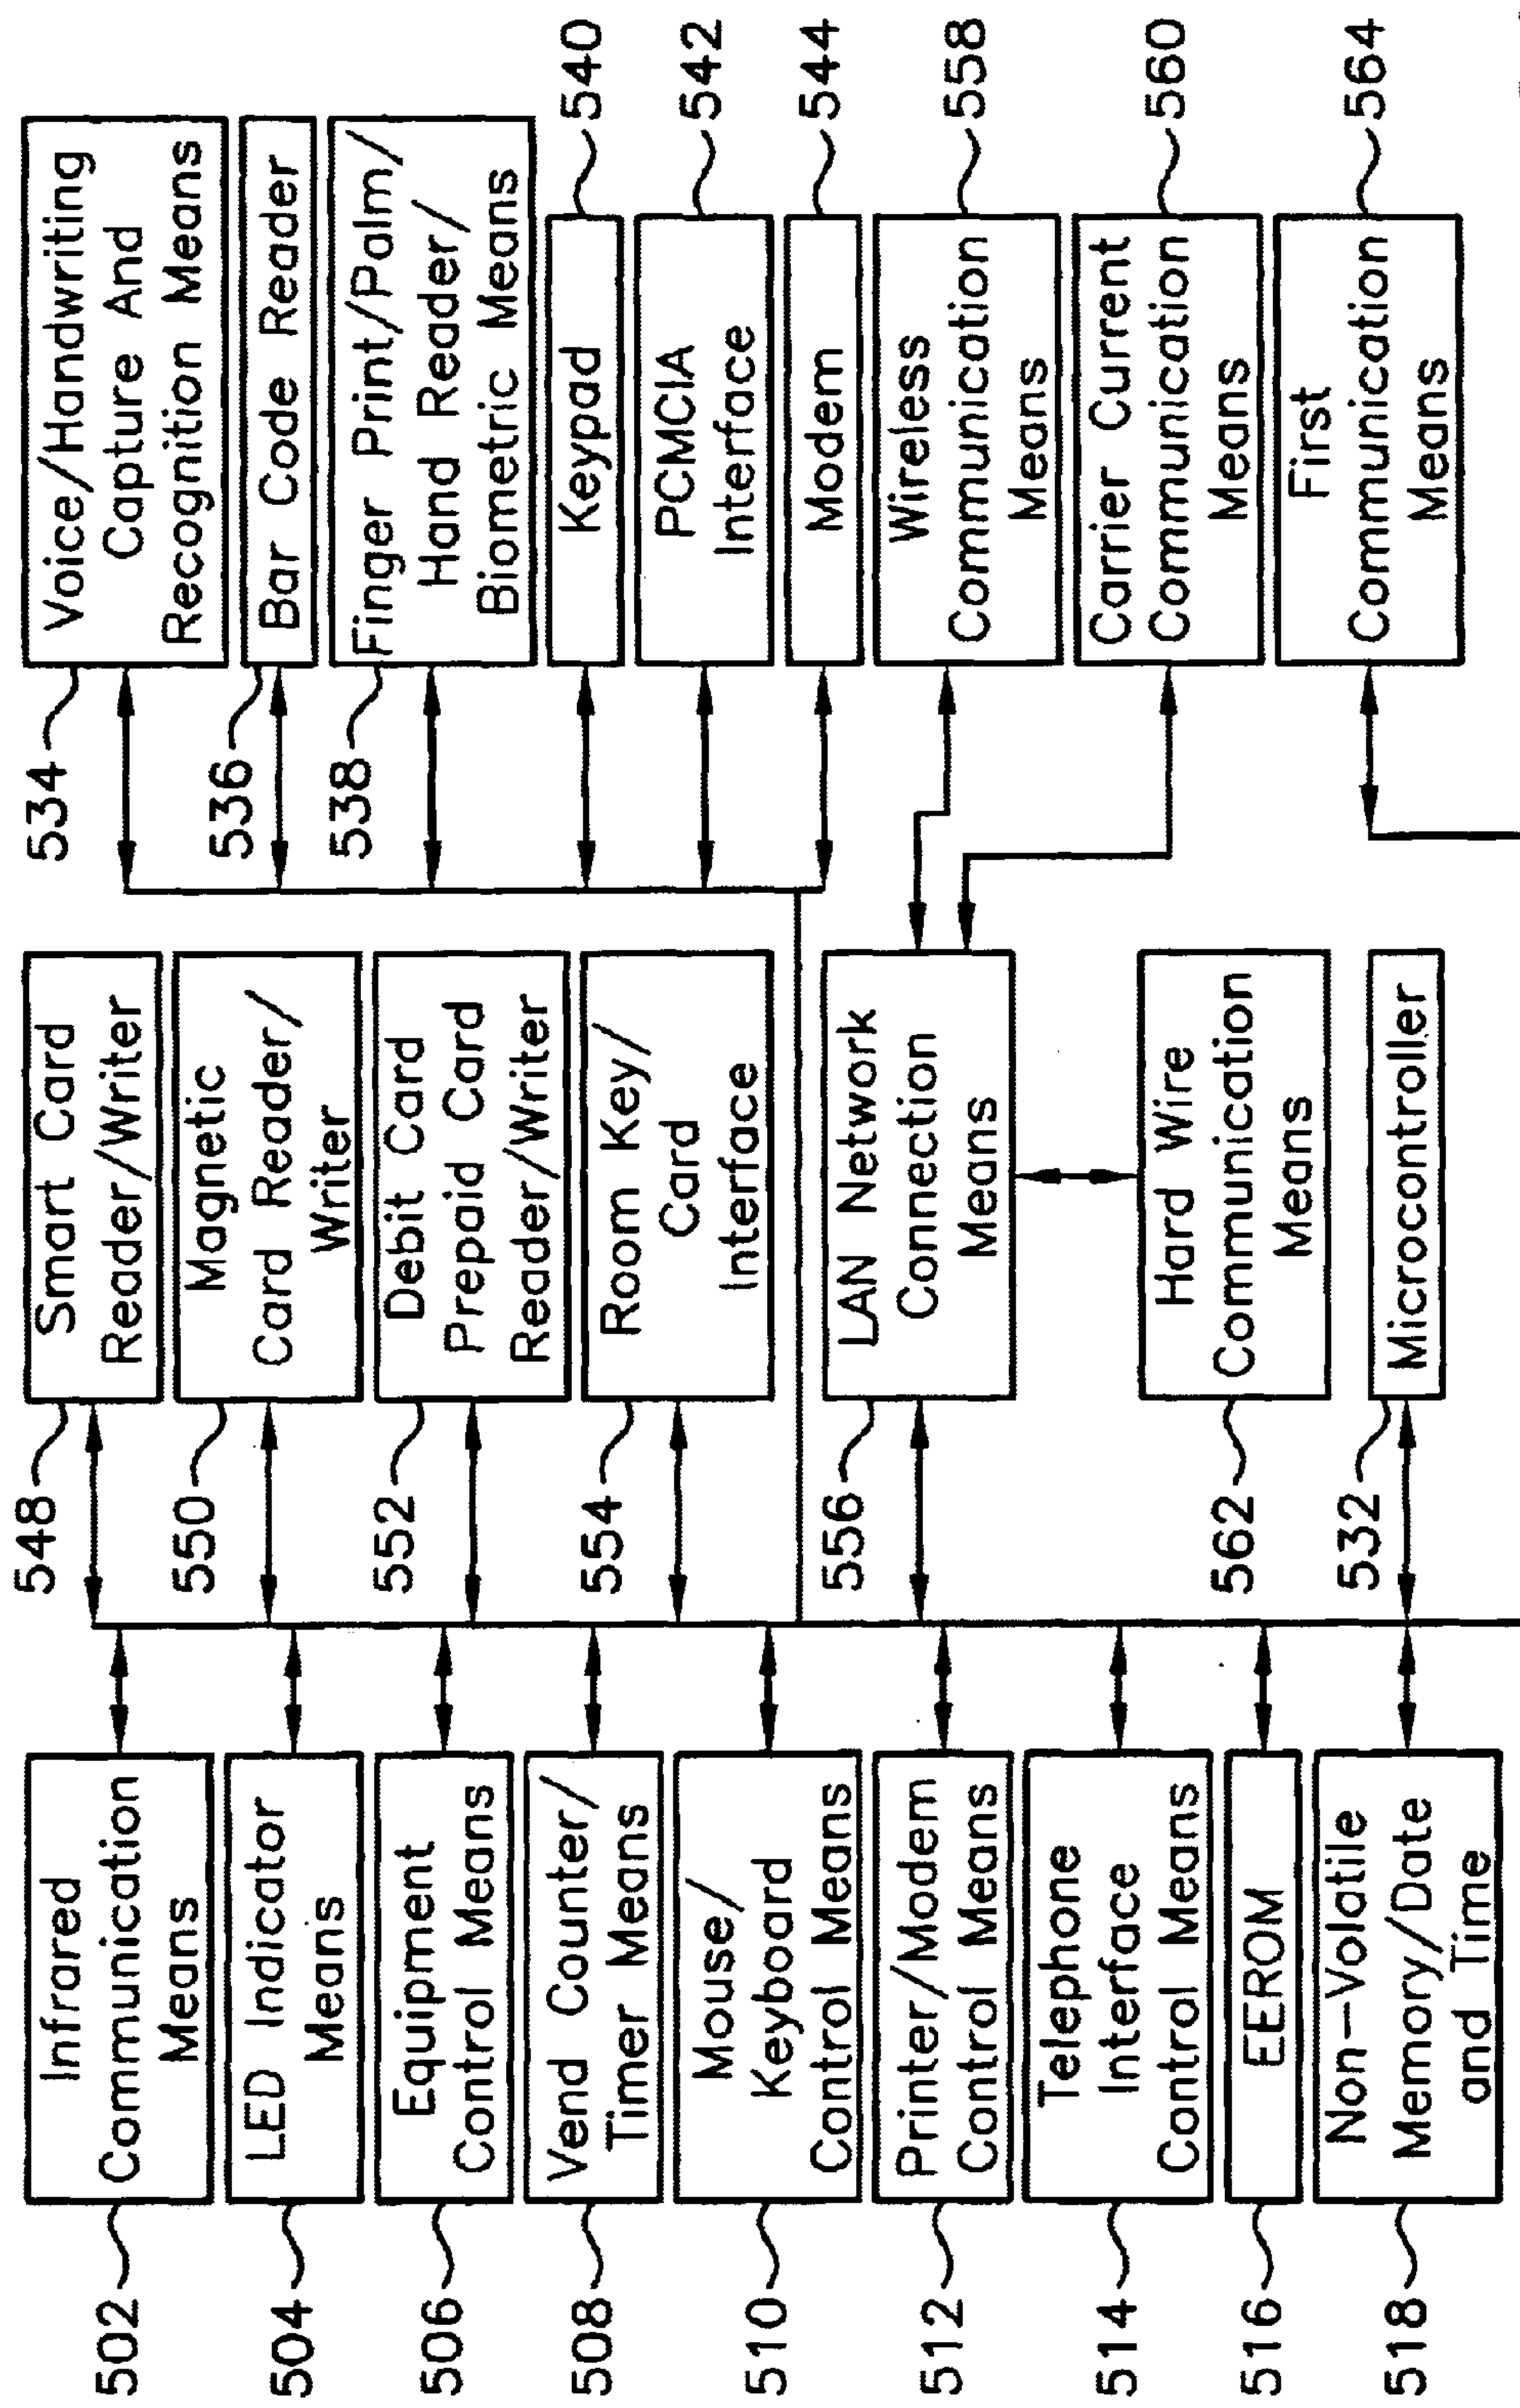 502
Infrared
Communication
Means
504
LED Indicator
Means
506
Equipment
Control Means
508
Vend Counter/
Timer Means
510
Mouse/
Keyboard
Control Means
512
Printer/Modem
Control Means
514
Telephone
Interface
Control Means
516
EEROM
518
Non-Volatile
Memory/Date
and Time
548
Smart Card
Reader/Writer
550
Magnetic
Card Reader/
Writer
552
Debit Card
Prepaid Card
Reader/Writer
554
Room Key/
Card
Interface
556
LAN Network
Connection
Means
562
Hard Wire
Communication
Means
532
Microcontroller
534
Voice/Handwriting
Capture And
Recognition Means
536
Bar Code Reader
538
Finger Print/Palm/
Hand Reader/
Biometric Means
540
Keypad
542
PCMCIA
Interface
544
Modem
558
Wireless
Communication
Means
560
Carrier Current
Communication
Means
564
First
Communication
Means